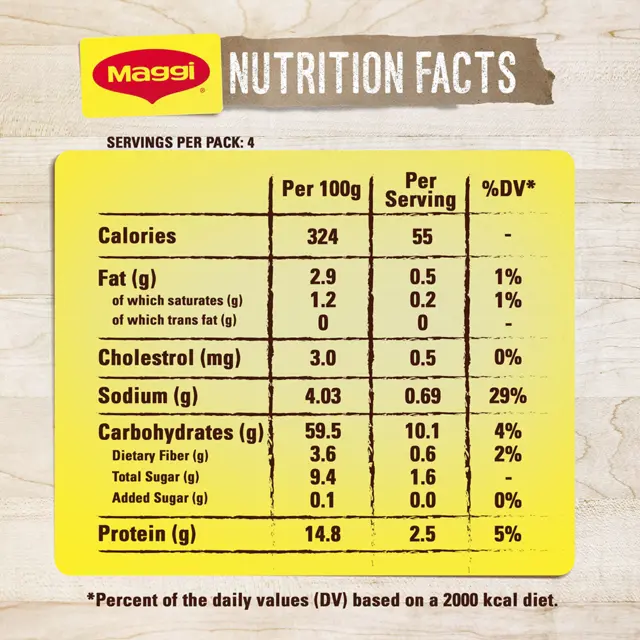 Maggi®
NUTRITION FACTS
SERVINGS PER PACK: 4
Per 100g Per Serving %DV*
Calories 324 55 -
Fat (g) 2.9 0.5 1%
of which saturates (g) 1.2 0.2 1%
of which trans fat (g) 0 0 -
Cholestrol (mg) 3.0 0.5 0%
Sodium (g) 4.03 0.69 29%
Carbohydrates (g) 59.5 10.1 4%
Dietary Fiber (g) 3.6 0.6 2%
Total Sugar (g) 9.4 1.6 -
Added Sugar (g) 0.1 0.0 0%
Protein (g) 14.8 2.5 5%
*Percent of the daily values (DV) based on a 2000 kcal diet.